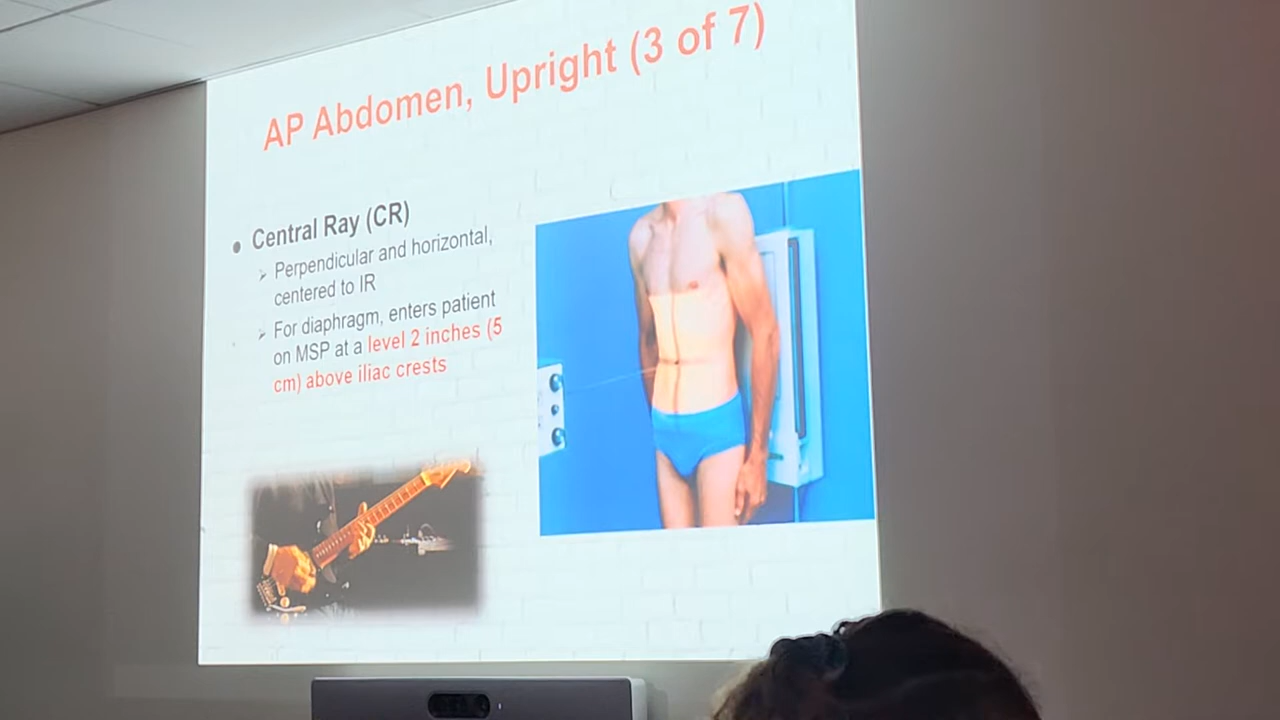 AP Abdomen, Upright (3 of 7)
• Central Ray (CR)
➢ Perpendicular and horizontal,
centered to IR
➢ For diaphragm, enters patient
on MSP at a level 2 inches (5
cm) above iliac crests